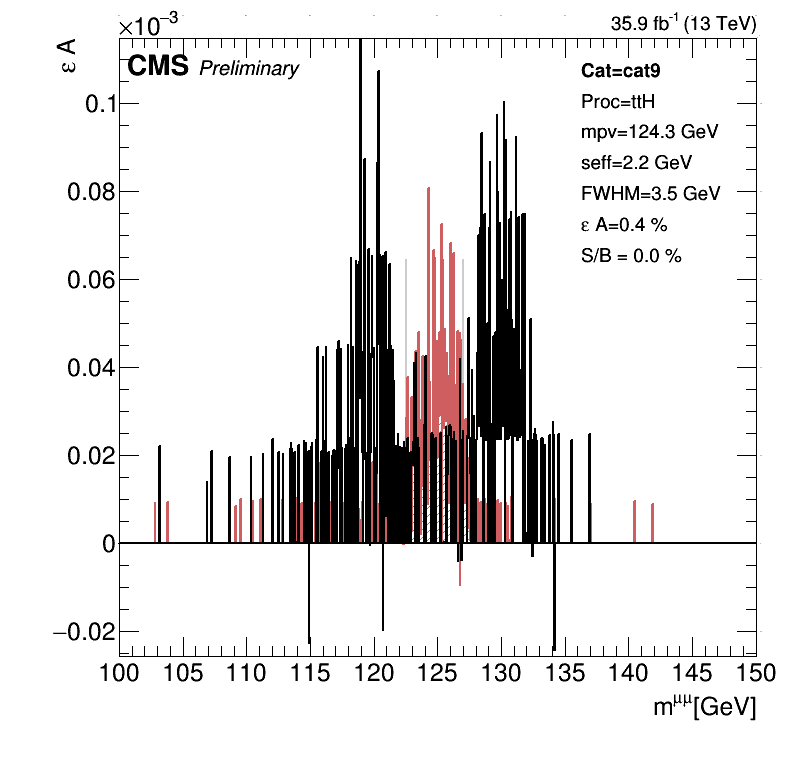 ×10⁻³
35.9 fb⁻¹ (13 TeV)
ε A
CMS Preliminary
Cat=cat9
Proc=ttH
mpv=124.3 GeV
seff=2.2 GeV
FWHM=3.5 GeV
ε A=0.4 %
S/B = 0.0 %
0.1
0.08
0.06
0.04
0.02
0
−0.02
100 105 110 115 120 125 130 135 140 145 150
m^μμ[GeV]